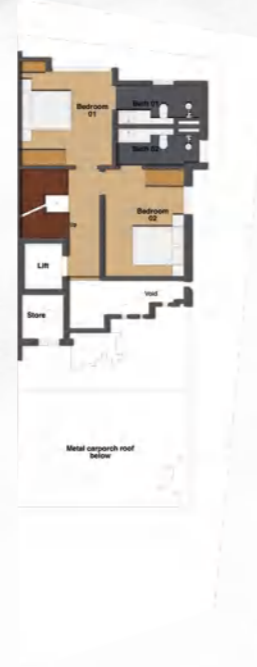 Bath 01
Bedroom
01
Bath 02
Bedroom
02
Lift
Void
Store
Metal carporch roof
below